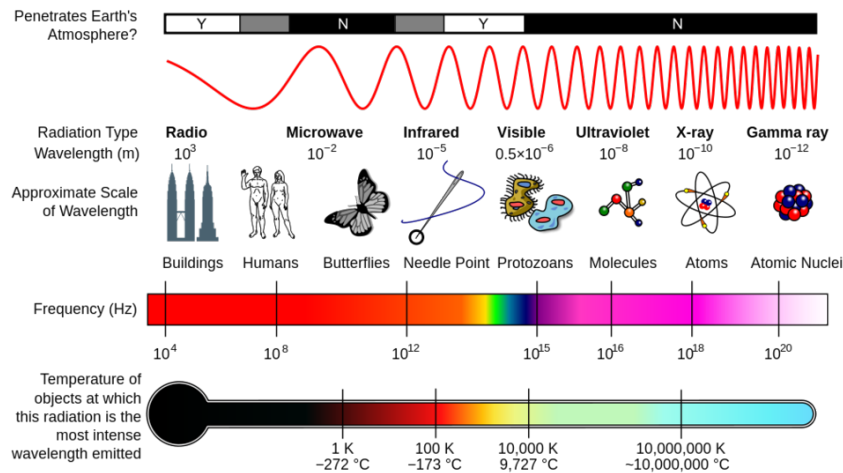 Penetrates Earth's
Atmosphere?
Y N Y N
Radiation Type
Radio Microwave Infrared Visible Ultraviolet X-ray Gamma ray
Wavelength (m)
10³ 10⁻² 10⁻⁵ 0.5×10⁻⁶ 10⁻⁸ 10⁻¹⁰ 10⁻¹²
Approximate Scale
of Wavelength
Buildings Humans Butterflies Needle Point Protozoans Molecules Atoms Atomic Nuclei
Frequency (Hz)
10⁴ 10⁸ 10¹² 10¹⁵ 10¹⁶ 10¹⁸ 10²⁰
Temperature of
objects at which
this radiation is the
most intense
wavelength emitted
1 K 100 K 10,000 K 10,000,000 K
−272 °C −173 °C 9,727 °C ~10,000,000 °C